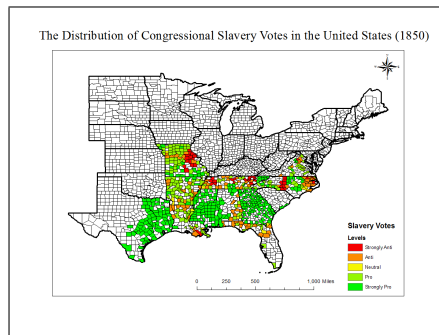 The Distribution of Congressional Slavery Votes in the United States (1850)
Slavery Votes
Levels
Strongly Anti
Anti
Neutral
Pro
Strongly Pro
0 250 500 1,000 Miles